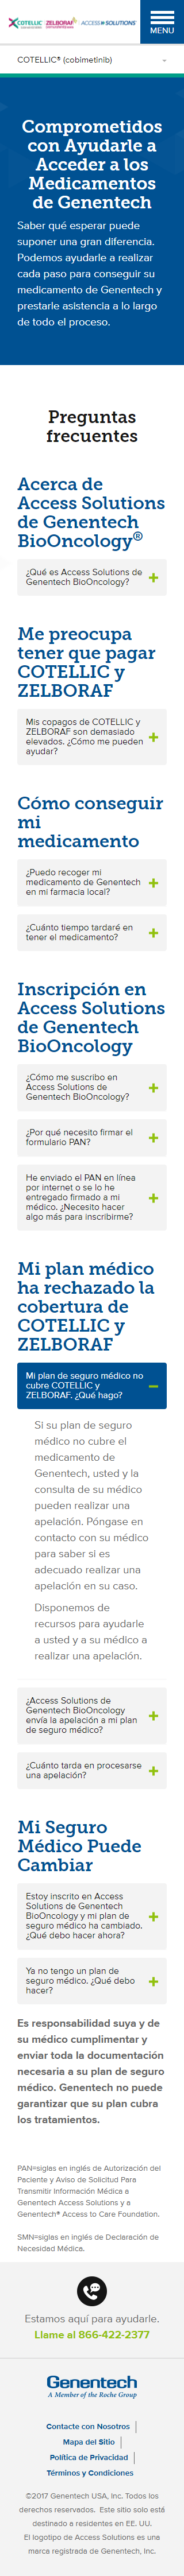 COTELLIC ZELBORAF ACCESS SOLUTIONS
MENU
COTELLIC® (cobimetinib)
Comprometidos
con Ayudarle a
Acceder a los
Medicamentos
de Genentech
Saber qué esperar puede
suponer una gran diferencia.
Podemos ayudarle a realizar
cada paso para conseguir su
medicamento de Genentech y
prestarle asistencia a lo largo
de todo el proceso.
Preguntas
frecuentes
Acerca de
Access Solutions
de Genentech
BioOncology®
¿Qué es Access Solutions de
Genentech BioOncology?
Me preocupa
tener que pagar
COTELLIC y
ZELBORAF
Mis copagos de COTELLIC y
ZELBORAF son demasiado
elevados. ¿Cómo me pueden
ayudar?
Cómo conseguir
mi
medicamento
¿Puedo recoger mi
medicamento de Genentech
en mi farmacia local?
¿Cuánto tiempo tardaré en
tener el medicamento?
Inscripción en
Access Solutions
de Genentech
BioOncology
¿Cómo me suscribo en
Access Solutions de
Genentech BioOncology?
¿Por qué necesito firmar el
formulario PAN?
He enviado el PAN en línea
por internet o se lo he
entregado firmado a mi
médico. ¿Necesito hacer
algo más para inscribirme?
Mi plan médico
ha rechazado la
cobertura de
COTELLIC y
ZELBORAF
Mi plan de seguro médico no
cubre COTELLIC y
ZELBORAF. ¿Qué hago?
Si su plan de seguro
médico no cubre el
medicamento de
Genentech, usted y la
consulta de su médico
pueden realizar una
apelación. Póngase en
contacto con su médico
para saber si es
adecuado realizar una
apelación en su caso.
Disponemos de
recursos para ayudarle
a usted y a su médico a
realizar una apelación.
¿Access Solutions de
Genentech BioOncology
envía la apelación a mi plan
de seguro médico?
¿Cuánto tarda en procesarse
una apelación?
Mi Seguro
Médico Puede
Cambiar
Estoy inscrito en Access
Solutions de Genentech
BioOncology y mi plan de
seguro médico ha cambiado.
¿Qué debo hacer ahora?
Ya no tengo un plan de
seguro médico. ¿Qué debo
hacer?
Es responsabilidad suya y de
su médico cumplimentar y
enviar toda la documentación
necesaria a su plan de seguro
médico. Genentech no puede
garantizar que su plan cubra
los tratamientos.
PAN=siglas en inglés de Autorización del
Paciente y Aviso de Solicitud Para
Transmitir Información Médica a
Genentech Access Solutions y a
Genentech® Access to Care Foundation.
SMN=siglas en inglés de Declaración de
Necesidad Médica.
Estamos aquí para ayudarle.
Llame al 866-422-2377
Genentech
A Member of the Roche Group
Contacte con Nosotros
Mapa del Sitio
Política de Privacidad
Términos y Condiciones
©2017 Genentech USA, Inc. Todos los
derechos reservados. Este sitio solo está
destinado a residentes en EE. UU.
El logotipo de Access Solutions es una
marca registrada de Genentech, Inc.